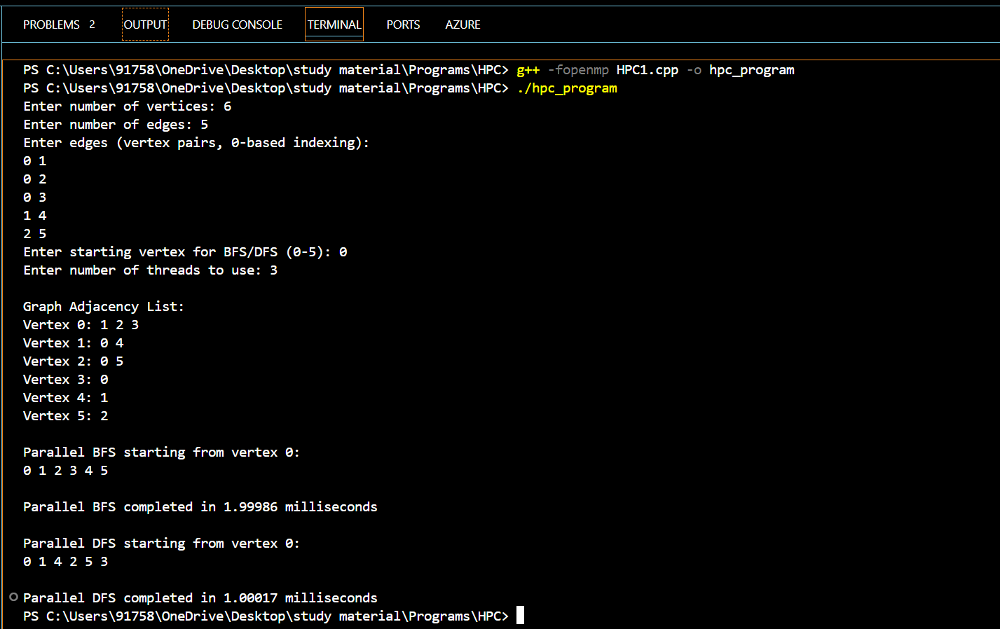 PROBLEMS 2 OUTPUT DEBUG CONSOLE TERMINAL PORTS AZURE
PS C:\Users\91758\OneDrive\Desktop\study material\Programs\HPC> g++ -fopenmp HPC1.cpp -o hpc_program
PS C:\Users\91758\OneDrive\Desktop\study material\Programs\HPC> ./hpc_program
Enter number of vertices: 6
Enter number of edges: 5
Enter edges (vertex pairs, 0-based indexing):
0 1
0 2
0 3
1 4
2 5
Enter starting vertex for BFS/DFS (0-5): 0
Enter number of threads to use: 3
Graph Adjacency List:
Vertex 0: 1 2 3
Vertex 1: 0 4
Vertex 2: 0 5
Vertex 3: 0
Vertex 4: 1
Vertex 5: 2
Parallel BFS starting from vertex 0:
0 1 2 3 4 5
Parallel BFS completed in 1.99986 milliseconds
Parallel DFS starting from vertex 0:
0 1 4 2 5 3
Parallel DFS completed in 1.00017 milliseconds
PS C:\Users\91758\OneDrive\Desktop\study material\Programs\HPC>